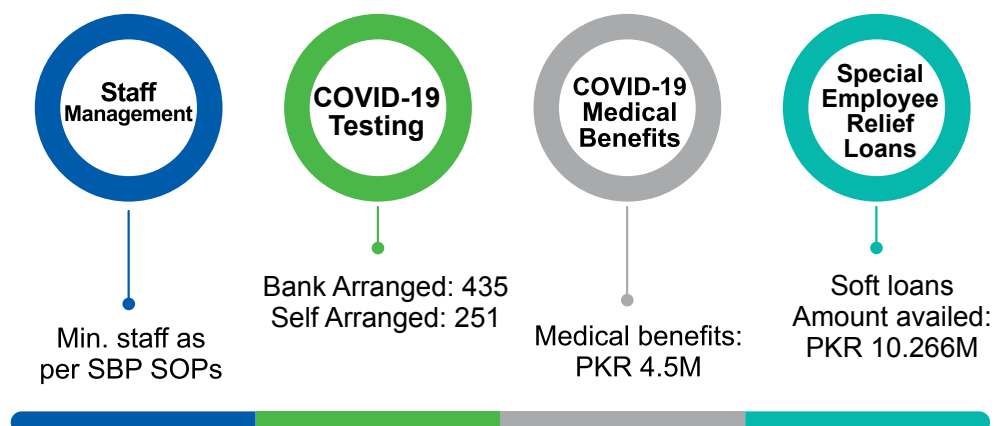 Staff
Management
Min. staff as
per SBP SOPs
COVID-19
Testing
Bank Arranged: 435
Self Arranged: 251
COVID-19
Medical
Benefits
Medical benefits:
PKR 4.5M
Special
Employee
Relief
Loans
Soft loans
Amount availed:
PKR 10.266M